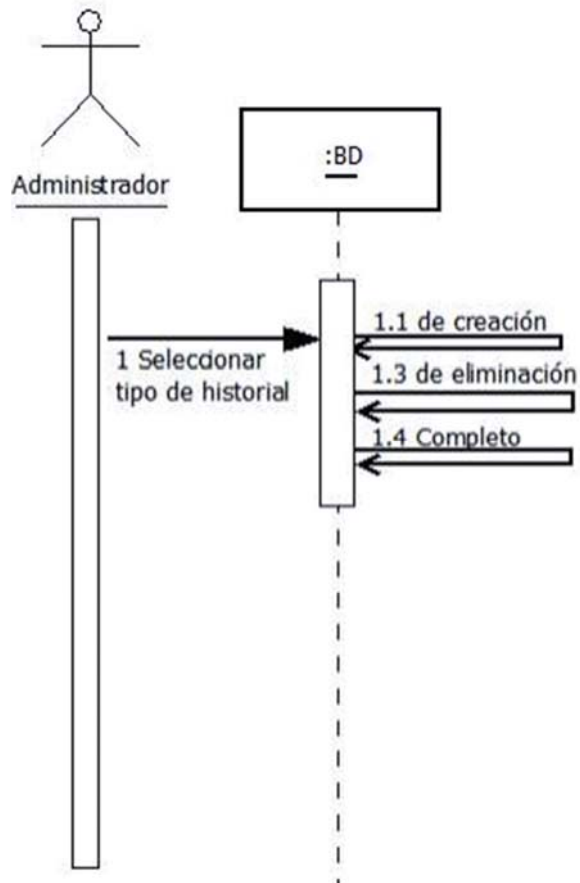 Administrador
:BD
1 Seleccionar
tipo de historial
1.1 de creación
1.3 de eliminación
1.4 Completo